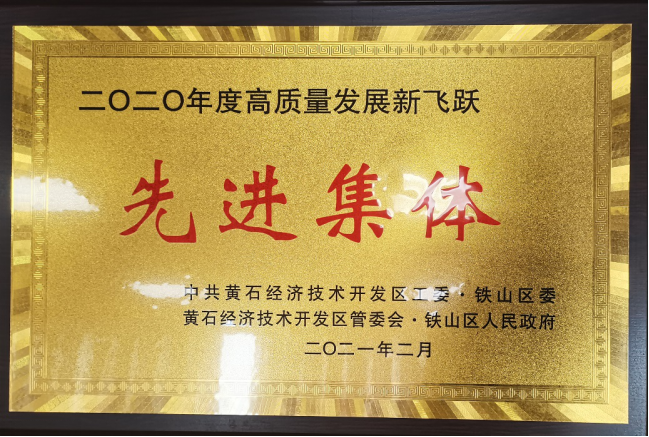 二〇二〇年度高质量发展新飞跃
先进集体
中共黄石经济技术开发区工委·铁山区委
黄石经济技术开发区管委会·铁山区人民政府
二〇二一年二月